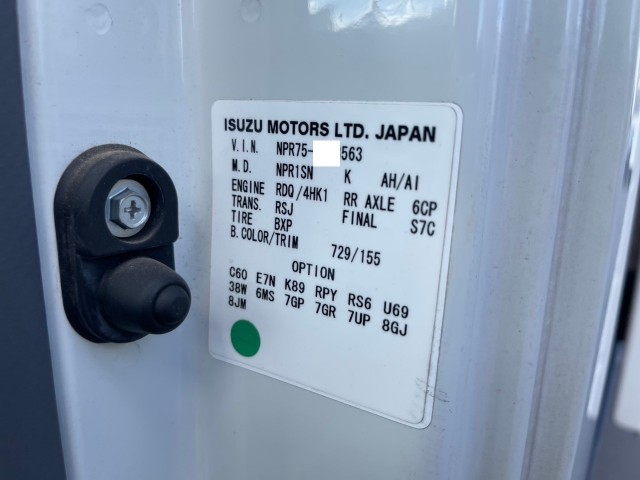 ISUZU MOTORS LTD. JAPAN
V.I.N. NPR75- 563
M.D. NPR1SN K AH/AI
ENGINE RDQ/4HK1 RR AXLE 6CP
TRANS. RSJ FINAL S7C
TIRE BXP
B.COLOR/TRIM 729/155
OPTION
C60 E7N K89 RPY RS6 U69
38W 6MS 7GP 7GR 7UP 8GJ
8JM